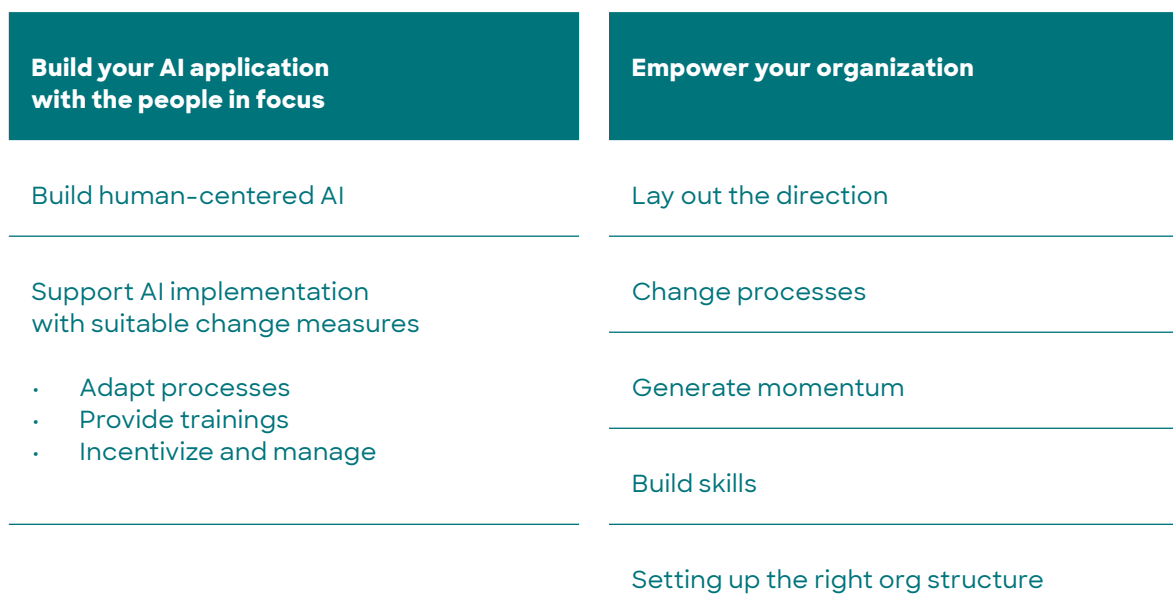 Build your AI application
with the people in focus
Build human-centered AI
Support AI implementation
with suitable change measures
• Adapt processes
• Provide trainings
• Incentivize and manage
Empower your organization
Lay out the direction
Change processes
Generate momentum
Build skills
Setting up the right org structure